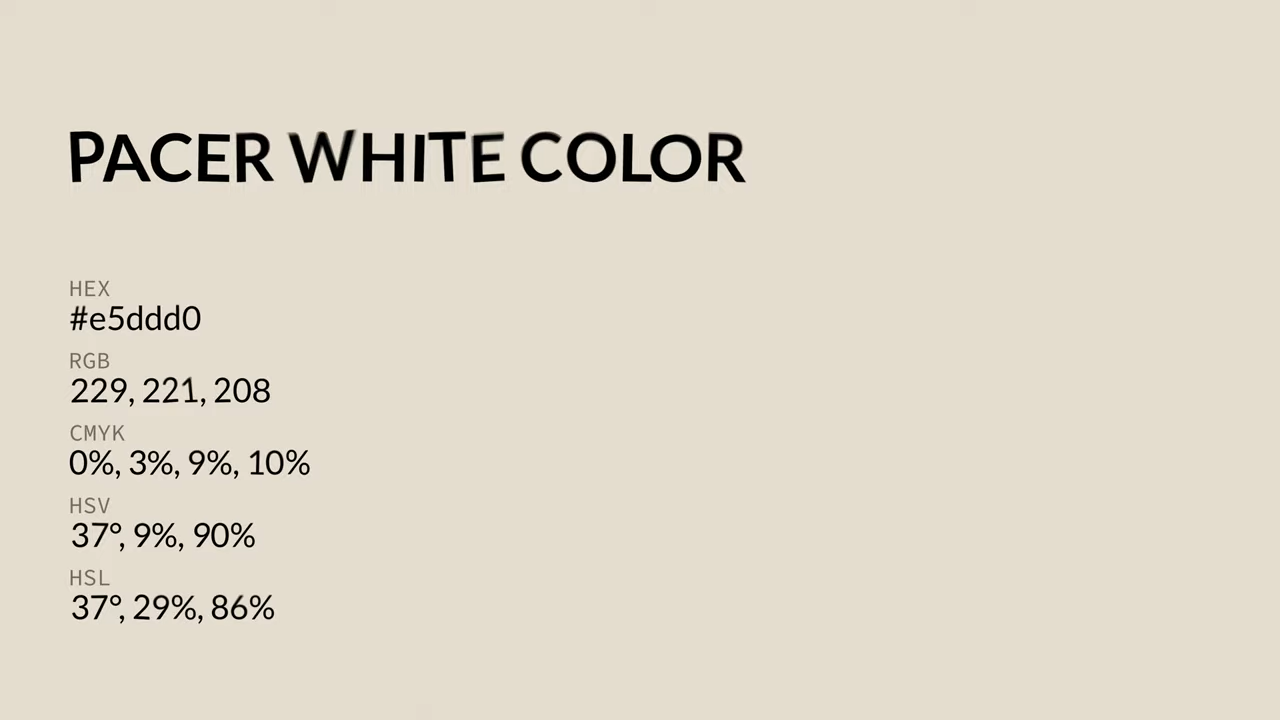 PACER WHITE COLOR
HEX
#e5ddd0
RGB
229, 221, 208
CMYK
0%, 3%, 9%, 10%
HSV
37°, 9%, 90%
HSL
37°, 29%, 86%